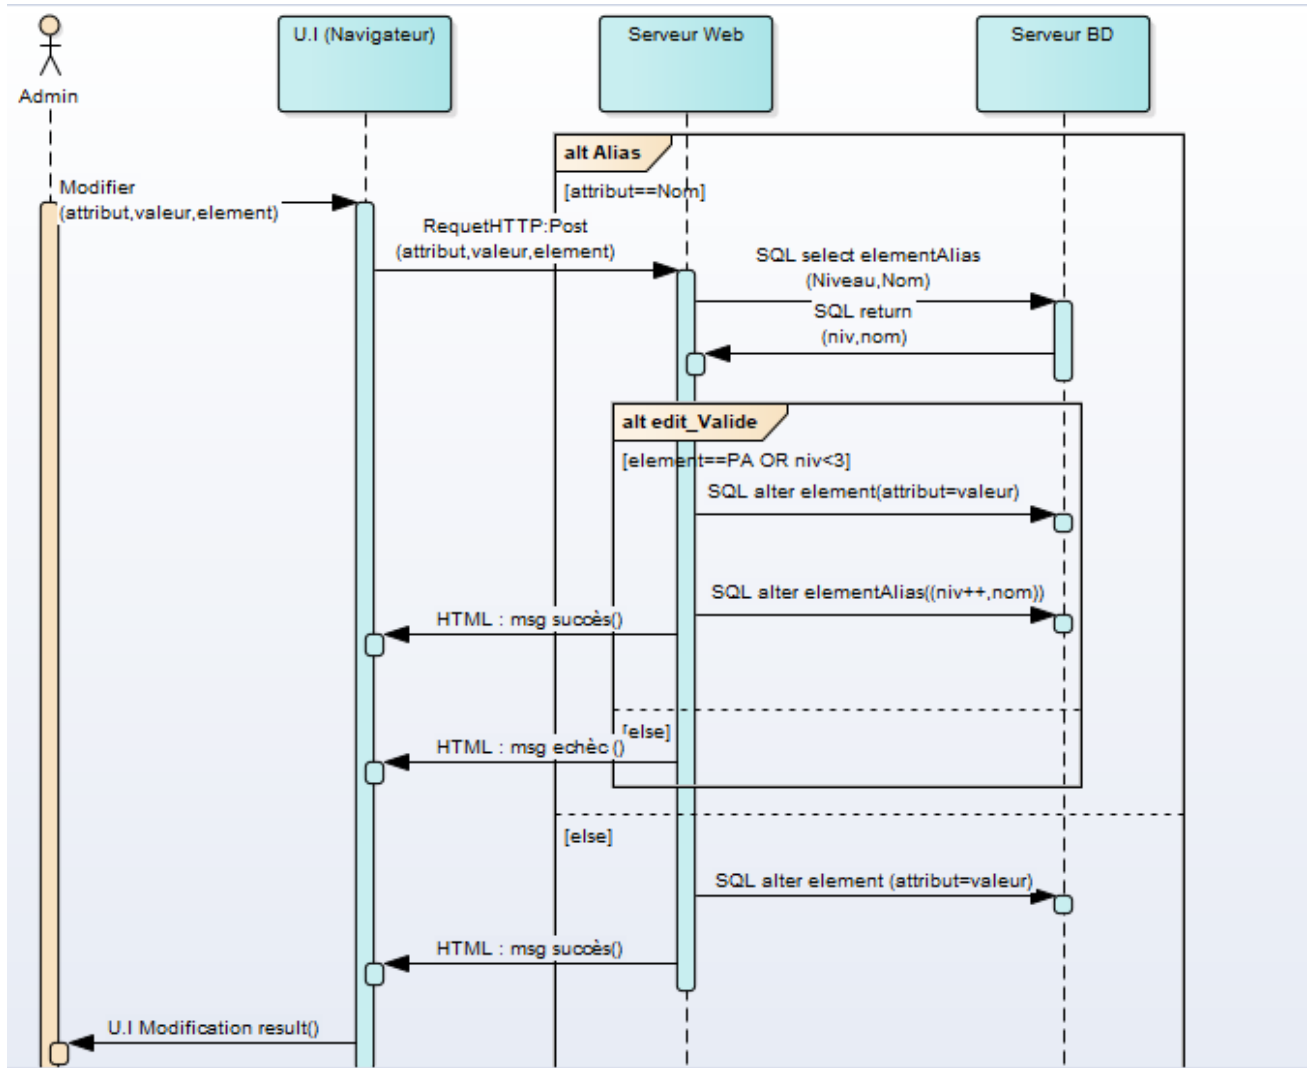 U.I (Navigateur)
Serveur Web
Serveur BD
Admin
alt Alias
[attribut==Nom]
Modifier
(attribut,valeur,element)
RequetHTTP:Post
(attribut,valeur,element)
SQL select elementAlias
(Niveau,Nom)
SQL return
(niv,nom)
alt edit_Valide
[element==PA OR niv<3]
SQL alter element(attribut=valeur)
SQL alter elementAlias((niv++,nom))
HTML : msg succès()
[else]
HTML : msg echèc ()
[else]
SQL alter element (attribut=valeur)
HTML : msg succès()
U.I Modification result()